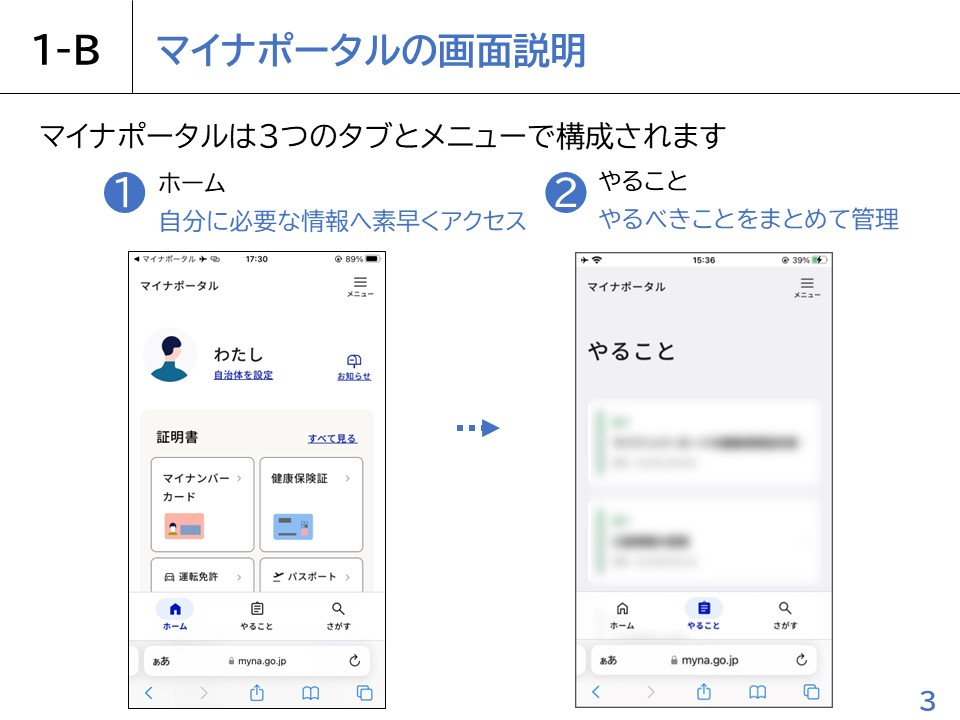 1-B
マイナポータルの画面説明
マイナポータルは３つのタブとメニューで構成されます
1
ホーム
自分に必要な情報へ素早くアクセス
2
やること
やるべきことをまとめて管理
マイナポータル
17:30
89%
マイナポータル
メニュー
わたし
自治体を設定
お知らせ
証明書
すべて見る
マイナンバー
カード
健康保険証
運転免許
パスポート
ホーム
やること
さがす
ぁあ
myna.go.jp
15:36
39%
マイナポータル
メニュー
やること
ホーム
やること
さがす
ぁあ
myna.go.jp
3